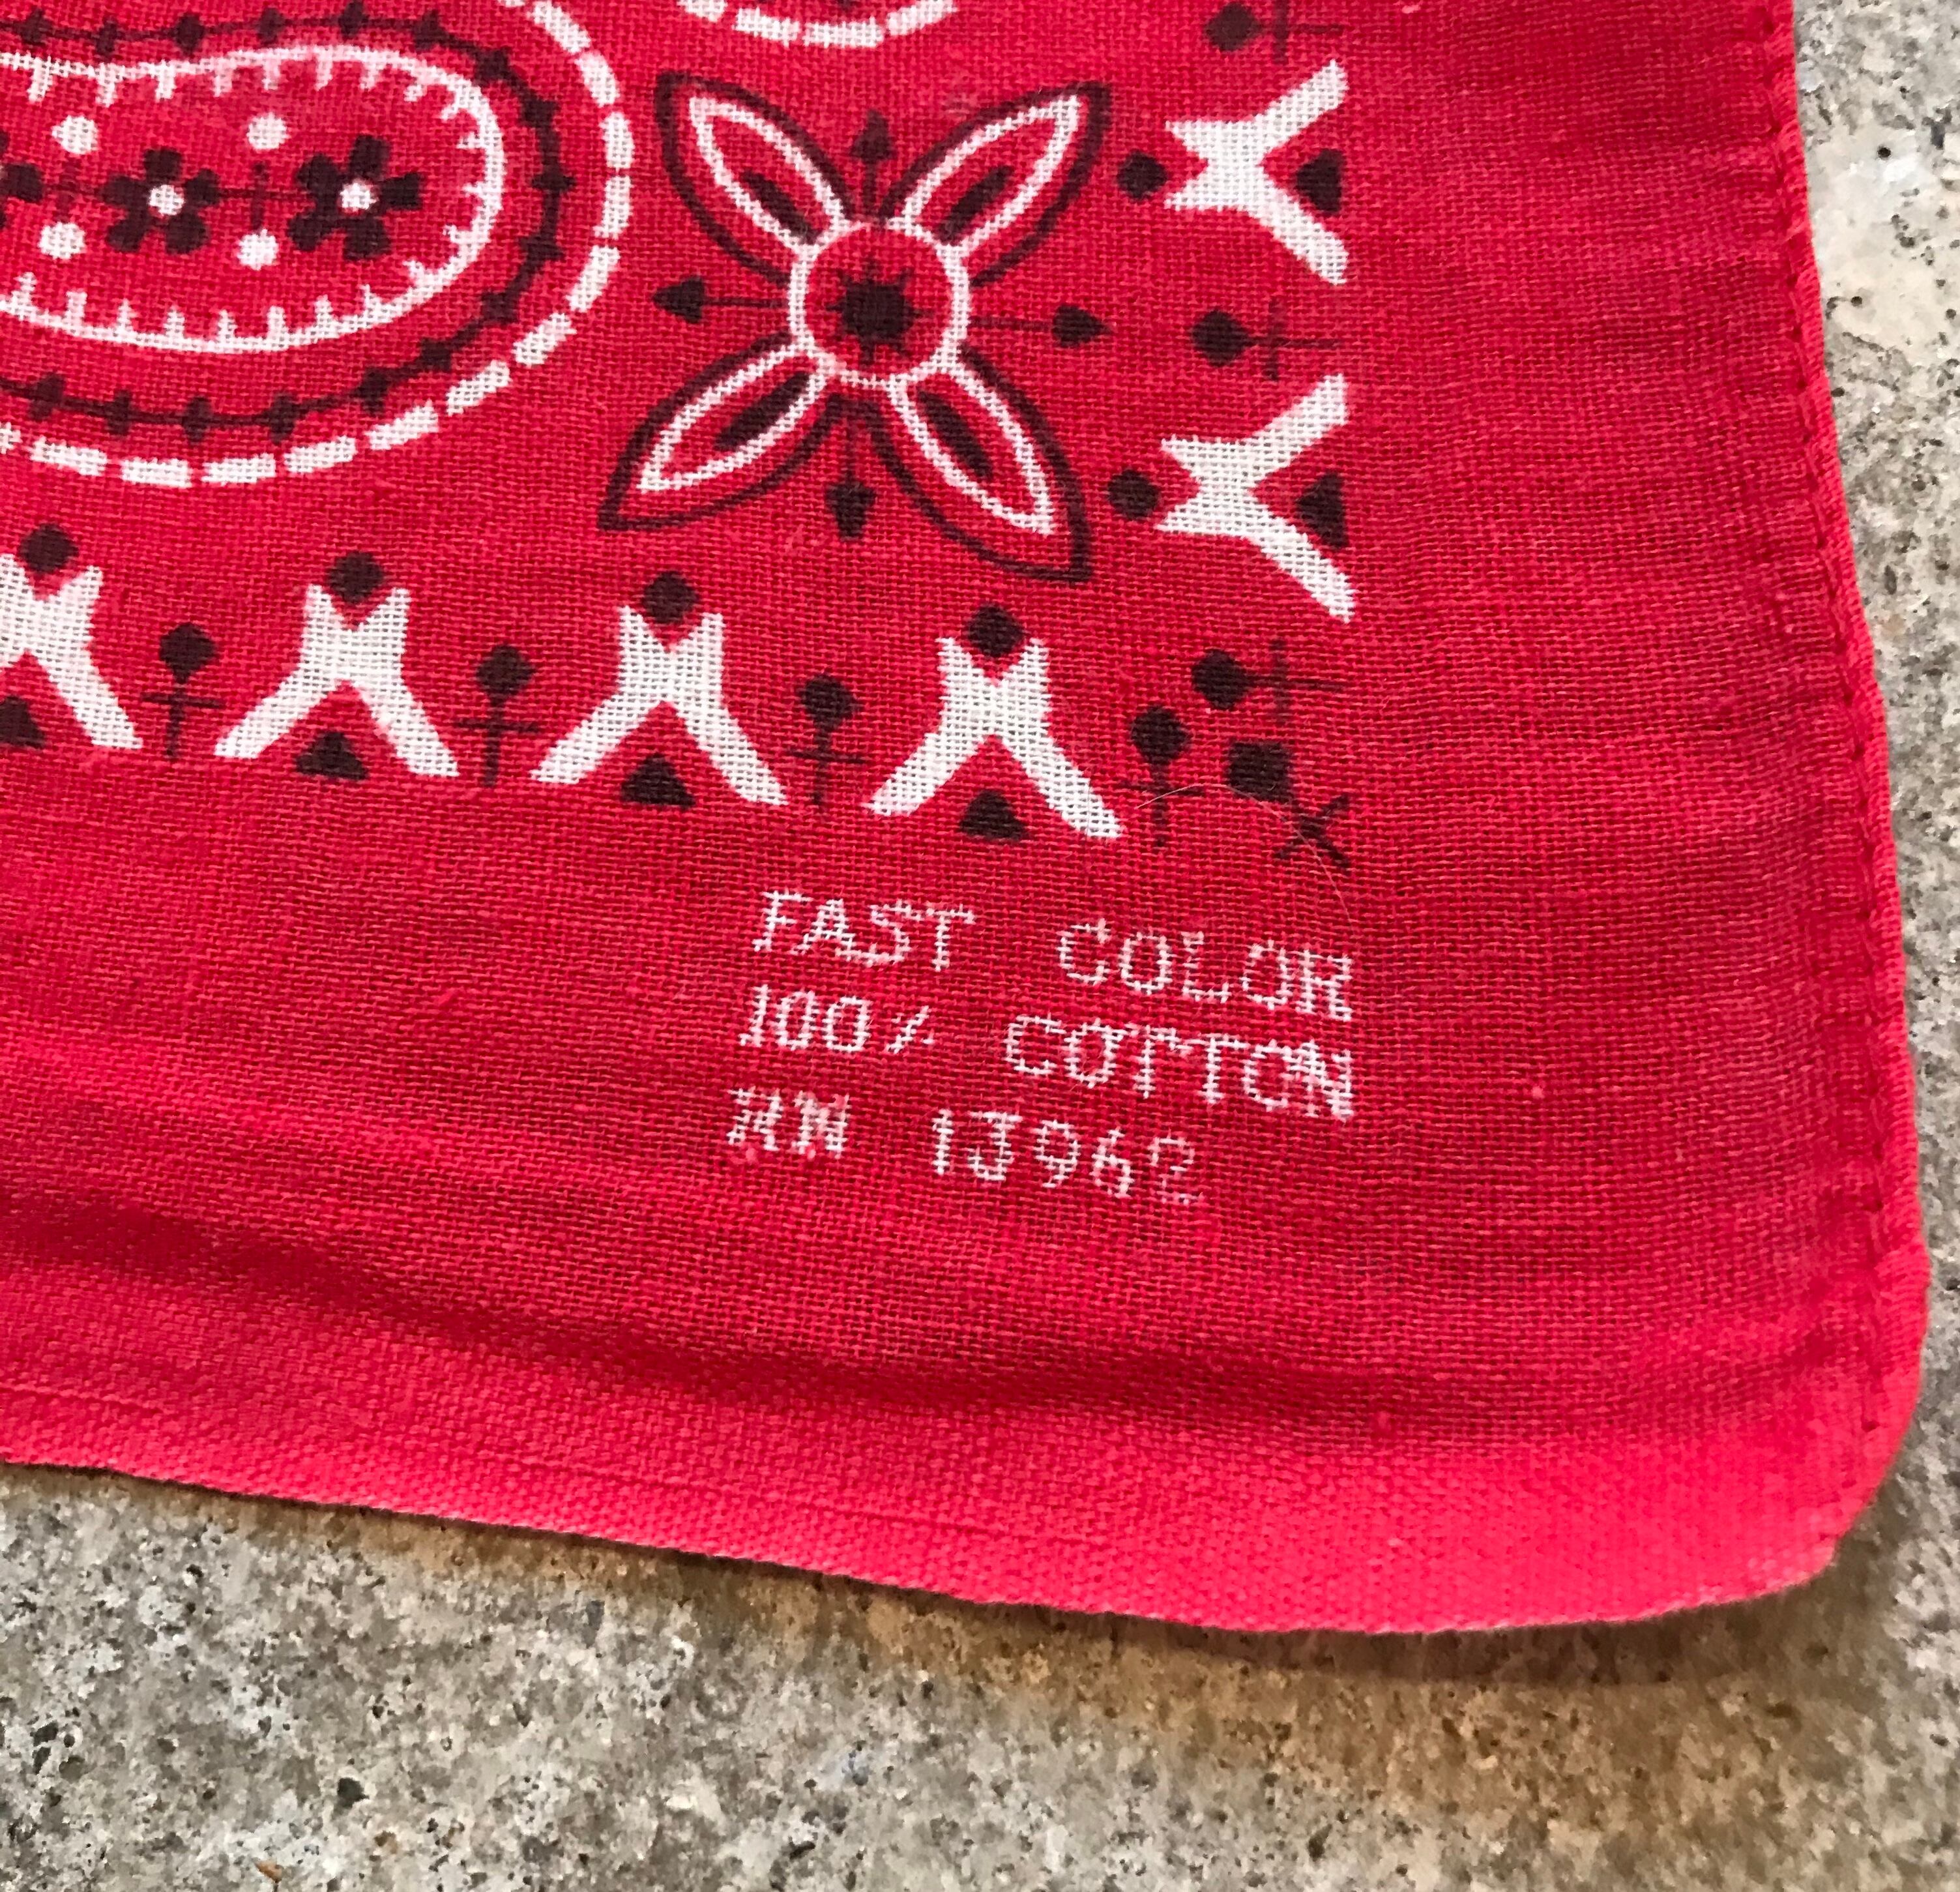 FAST COLOR
100% COTTON
RN 13962